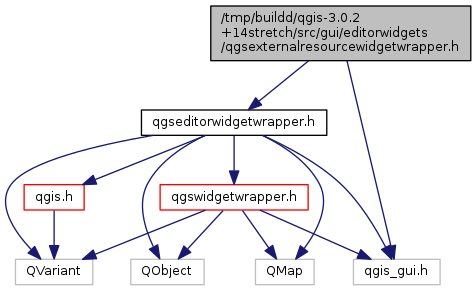 /tmp/buildd/qgis-3.0.2
+14stretch/src/gui/editorwidgets
/qgsexternalresourcewidgetwrapper.h
qgseditorwidgetwrapper.h
qgis.h
qgswidgetwrapper.h
QVariant
QObject
QMap
qgis_gui.h